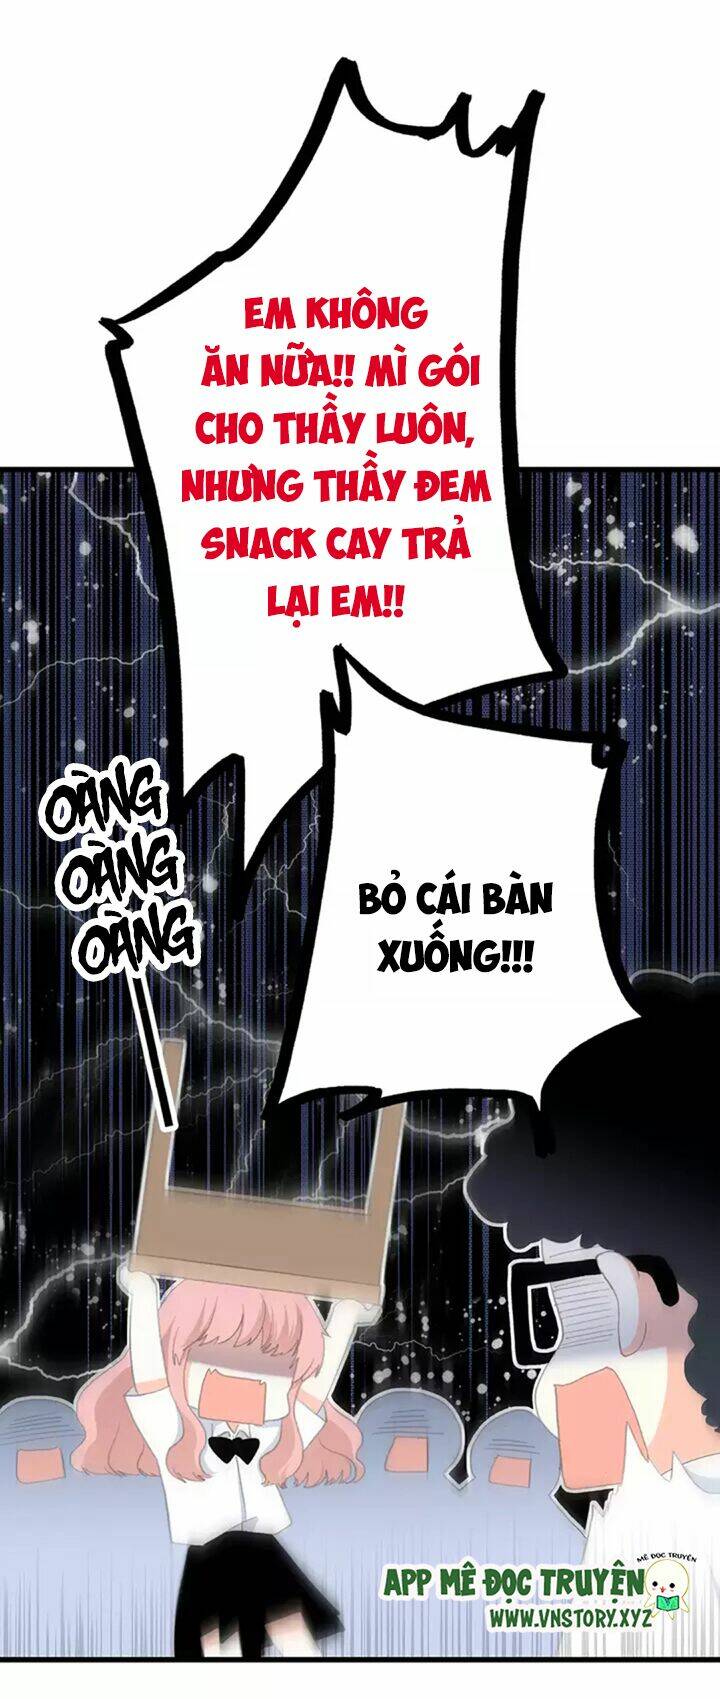 EM KHÔNG
ĂN NỮA!! MÌ GÓI
CHO THẦY LUÔN,
NHƯNG THẦY ĐEM
SNACK CAY TRẢ
LẠI EM!!
OÀNG
OÀNG
OÀNG
BỎ CÁI BÀN
XUỐNG!!!
MÊ ĐỌC TRUYỆN
APP MÊ ĐỌC TRUYỆN
WWW.VNSTORY.XYZ